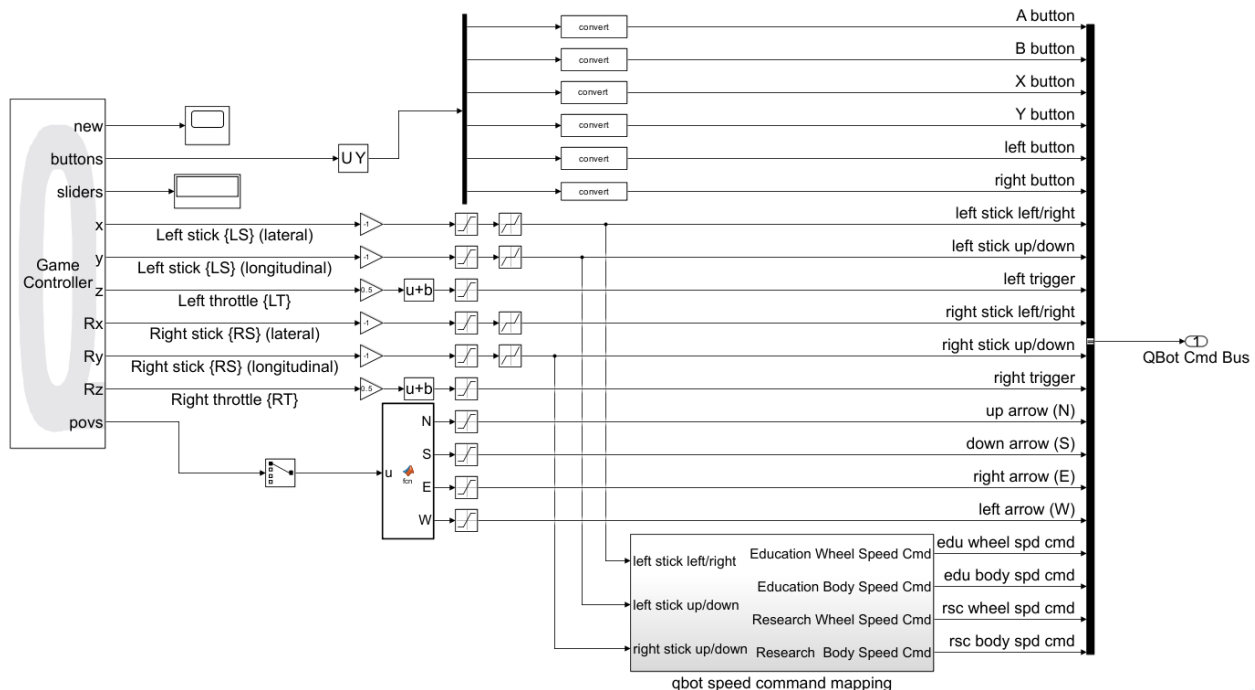 A button
convert
B button
convert
X button
convert
new
Y button
convert
buttons
U Y
left button
convert
sliders
right button
convert
x
-1
left stick left/right
Left stick {LS} (lateral)
y
-1
left stick up/down
Left stick {LS} (longitudinal)
Game
Controller
z
0.5
u+b
left trigger
Left throttle {LT}
Rx
-1
right stick left/right
Right stick {RS} (lateral)
Ry
-1
right stick up/down
1
QBot Cmd Bus
Right stick {RS} (longitudinal)
Rz
0.5
u+b
right trigger
Right throttle {RT}
povs
N
up arrow (N)
S
down arrow (S)
u
fcn
E
right arrow (E)
W
left arrow (W)
left stick left/right
Education Wheel Speed Cmd
edu wheel spd cmd
Education Body Speed Cmd
edu body spd cmd
left stick up/down
Research Wheel Speed Cmd
rsc wheel spd cmd
right stick up/down
Research Body Speed Cmd
rsc body spd cmd
qbot speed command mapping